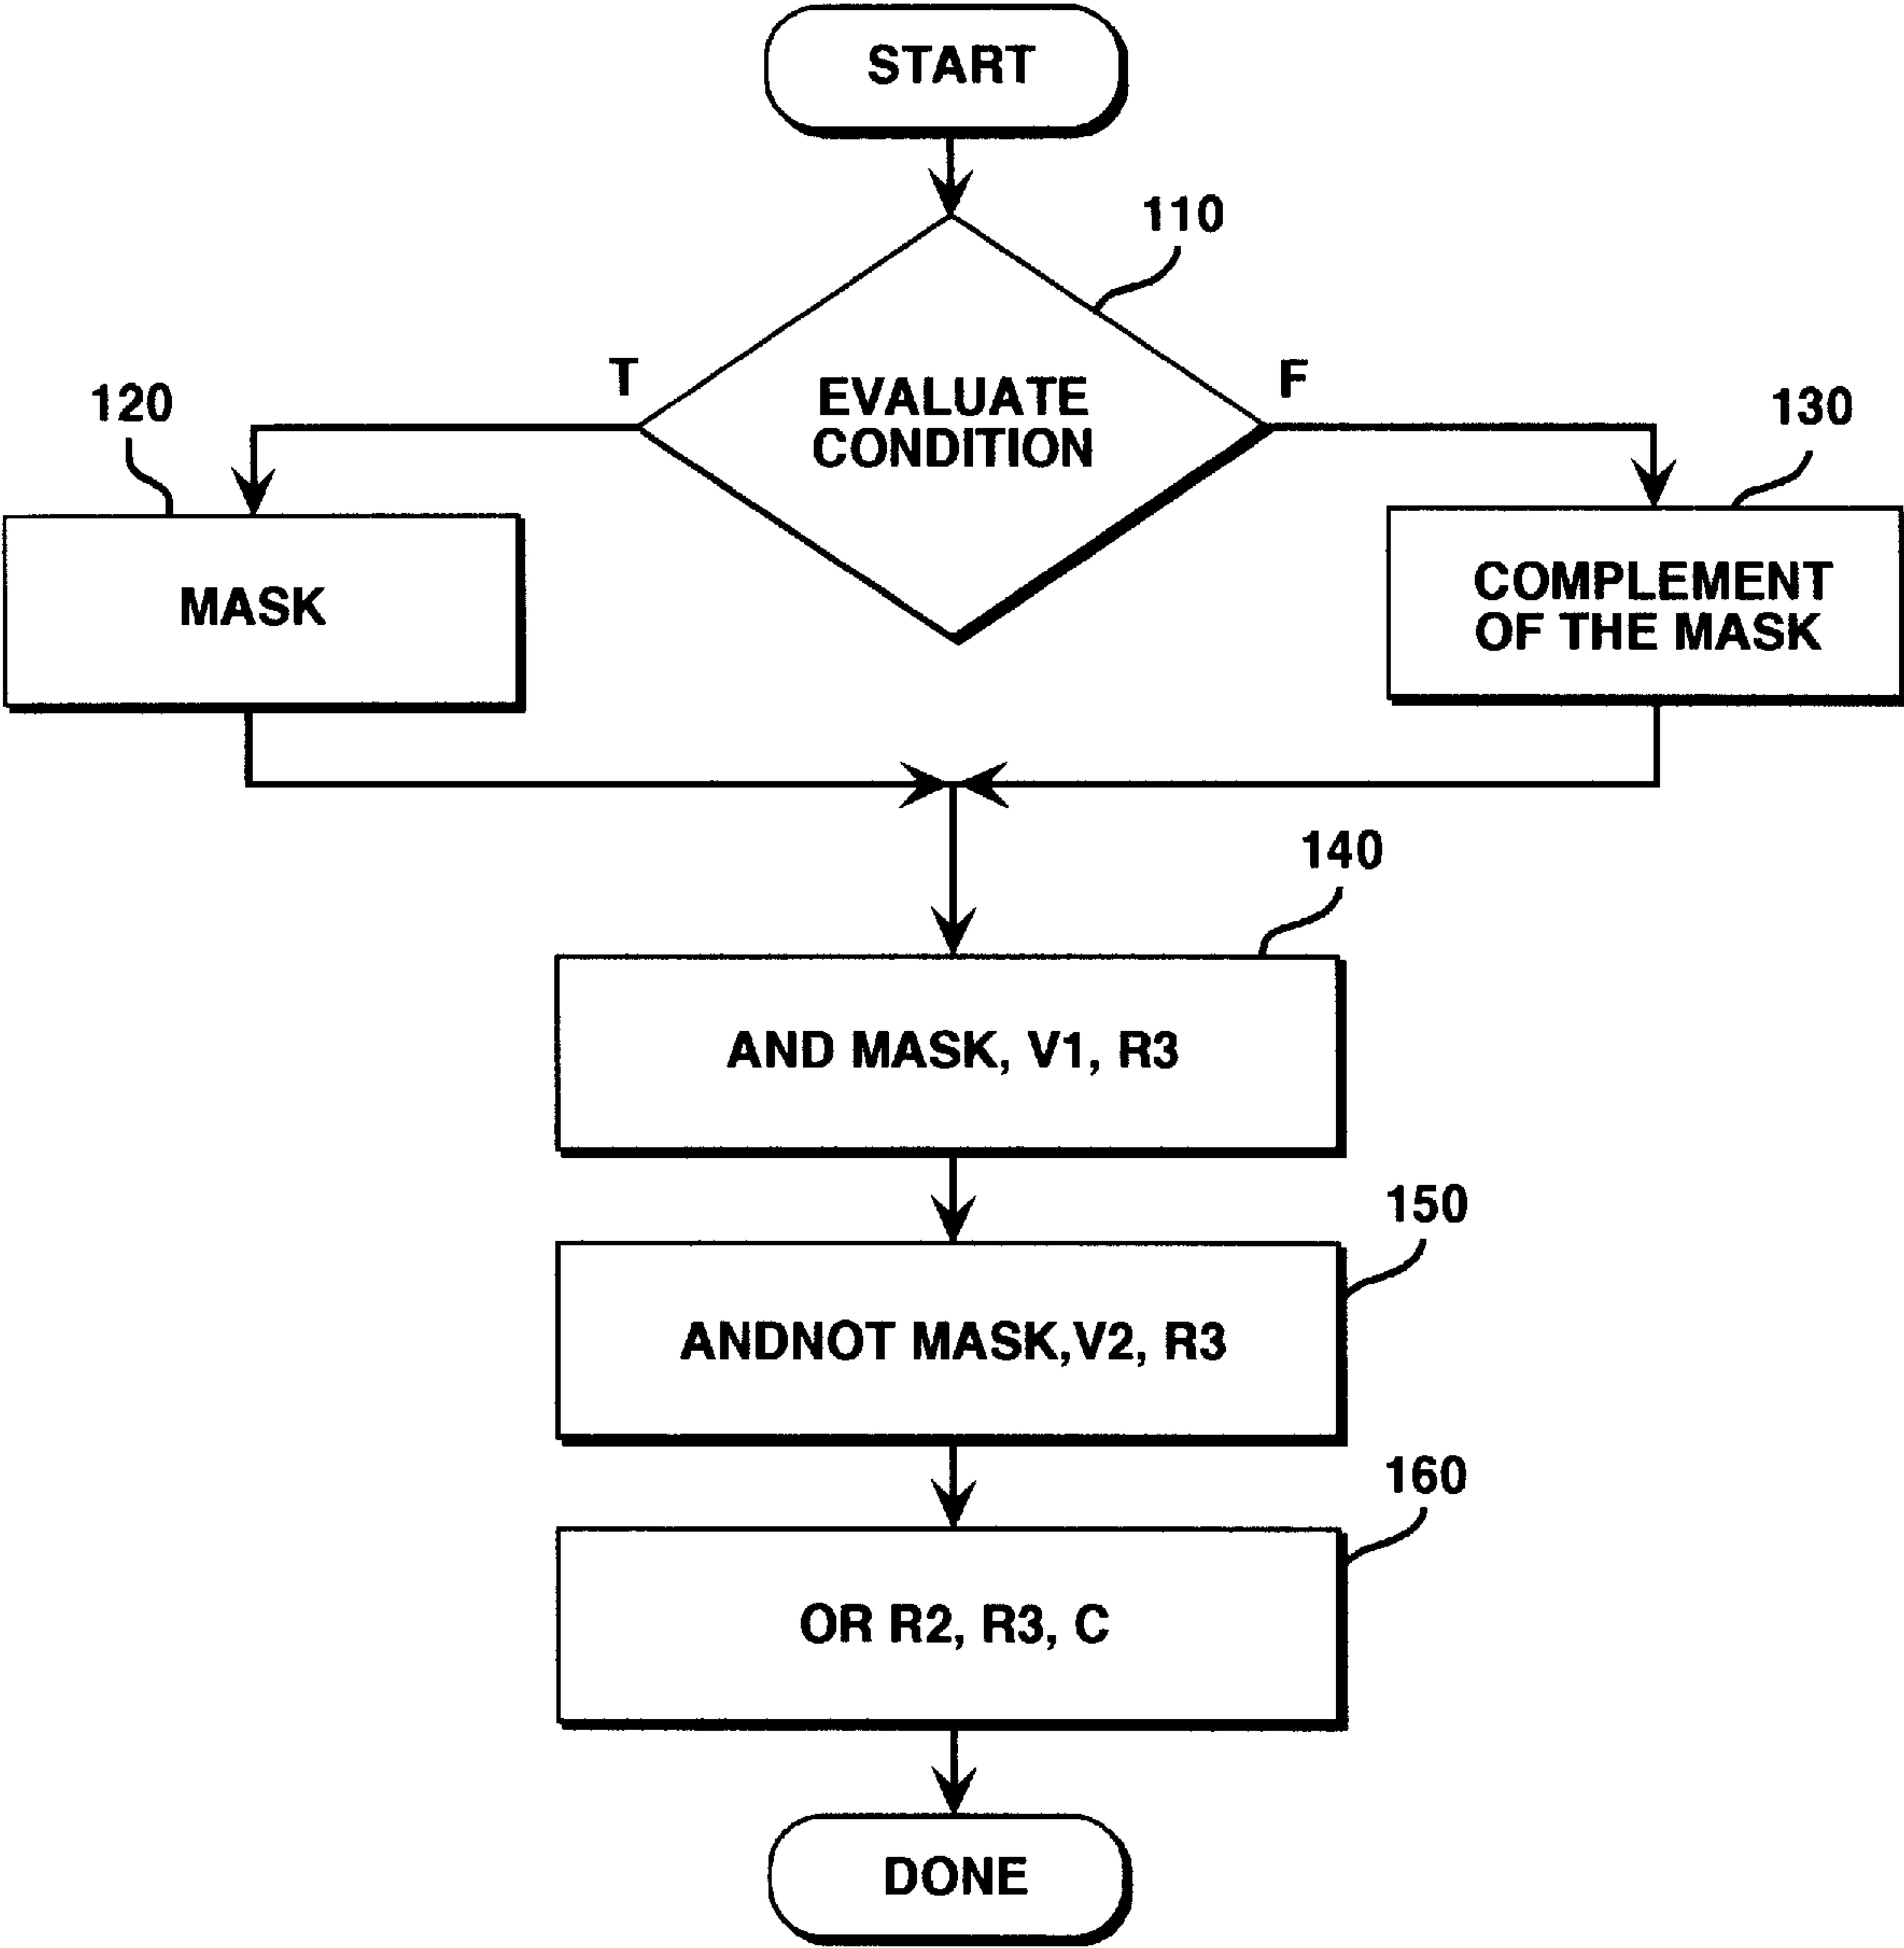 START
110
T
F
EVALUATE
CONDITION
120
130
MASK
COMPLEMENT
OF THE MASK
140
AND MASK, V1, R3
150
ANDNOT MASK,V2, R3
160
OR R2, R3, C
DONE